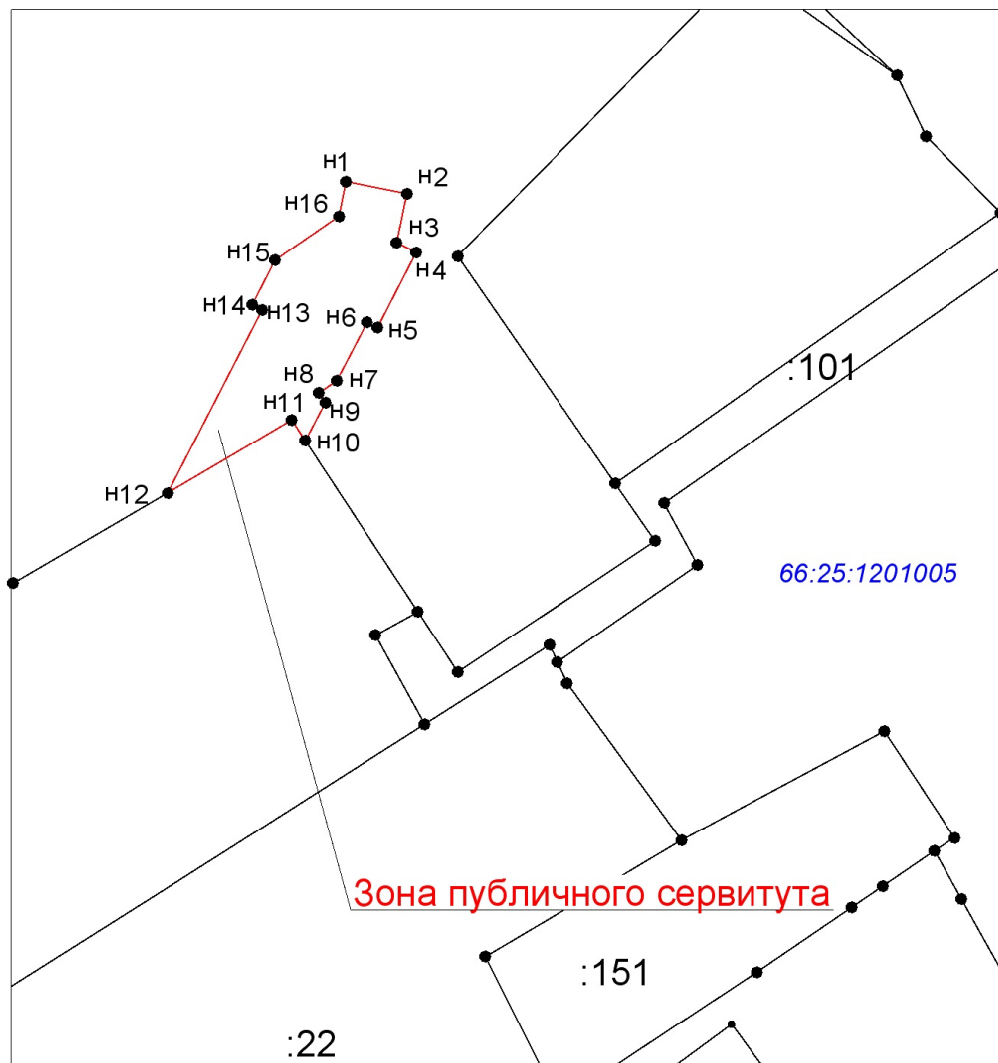 н1
н2
н16
н3
н15
н4
н14
н13
н6
н5
:101
н8
н7
н11
н9
н10
н12
66:25:1201005
Зона публичного сервитута
:151
:22